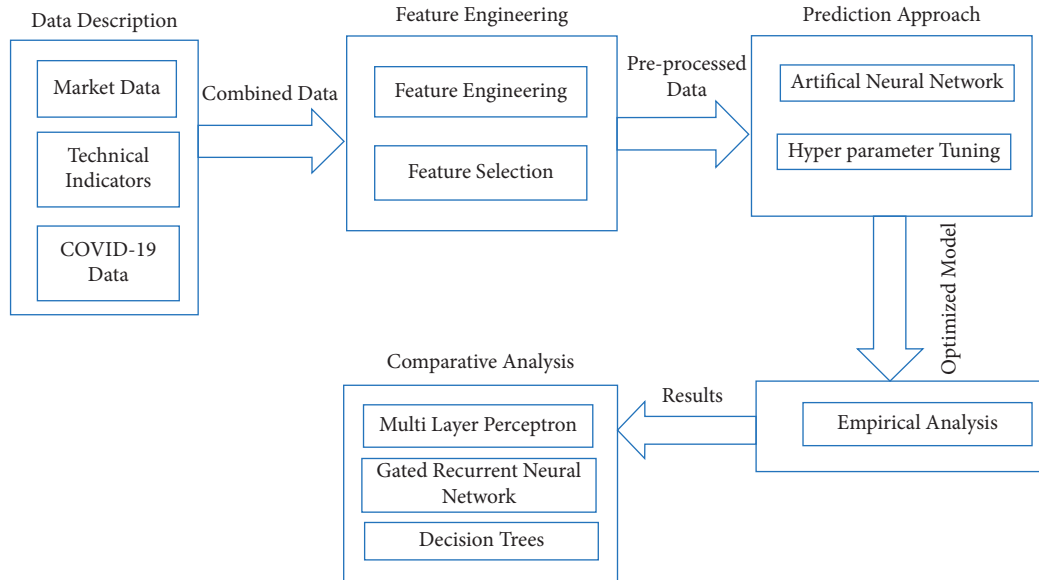 Data Description
Market Data
Technical
Indicators
COVID-19
Data
Combined Data
Feature Engineering
Feature Engineering
Feature Selection
Pre-processed
Data
Prediction Approach
Artifical Neural Network
Hyper parameter Tuning
Optimized Model
Empirical Analysis
Results
Comparative Analysis
Multi Layer Perceptron
Gated Recurrent Neural
Network
Decision Trees